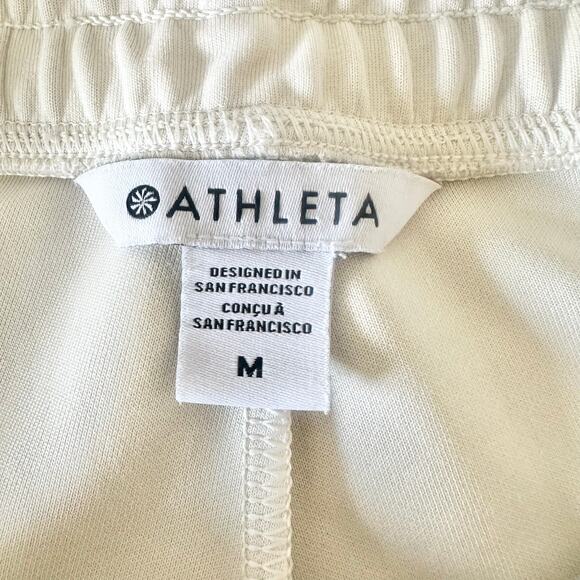 ATHLETA
DESIGNED IN
SAN FRANCISCO
CONÇU À
SAN FRANCISCO
M